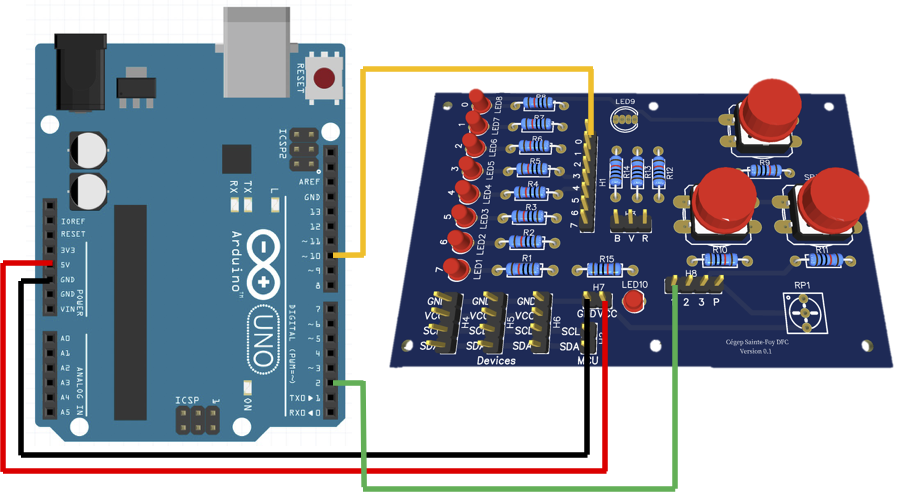 RESET
ICSP2
IOREF
RESET
3V3
5V
GND
GND
VIN
POWER
A0
A1
A2
A3
A4
A5
ANALOG IN
AREF
GND
13
12
~11
~10
~9
8
7
~6
~5
4
~3
2
TXD▶1
RXD◀0
DIGITAL (PWM=~)
RX
TX
L
Arduino™
UNO
ON
ICSP
1
0 LED8 R8
1 LED7 R7
2 LED6 R6
3 LED5 R5
4 LED4 R4
5 LED3 R3
6 LED2 R2
7 LED1 R1
0
1
2
3
4
5
6
7
H1
LED9
R14
R13
R12
B V R
R9
R10
R11
R15
H7
GND VCC
LED10
H8
2 3 P
RP1
GND
VCC
SDA
H4
GND
VCC
SCL
SDA
H5
GND
VCC
SCL
SDA
H6
SCL
SDA
Devices
MCU
Cégep Sainte-Foy DFC
Version 0.1